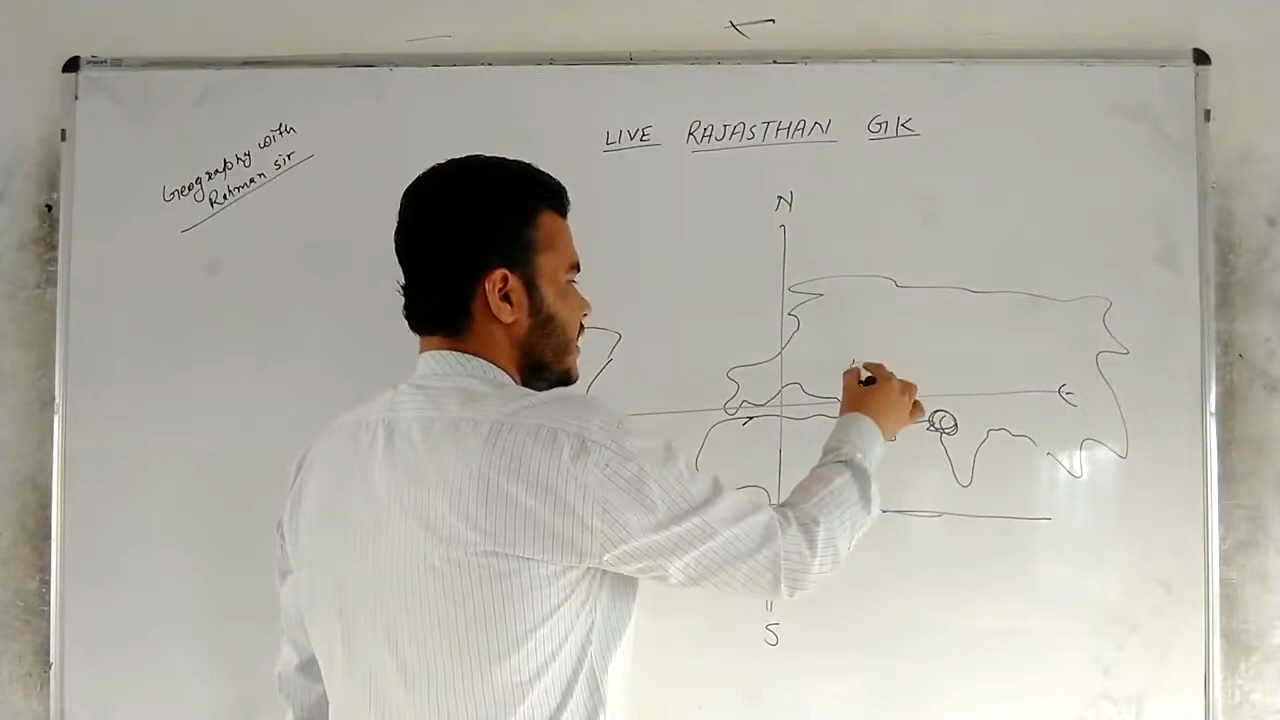 LIVE RAJASTHAN GK
Geography with
Rahman Sir
N
S